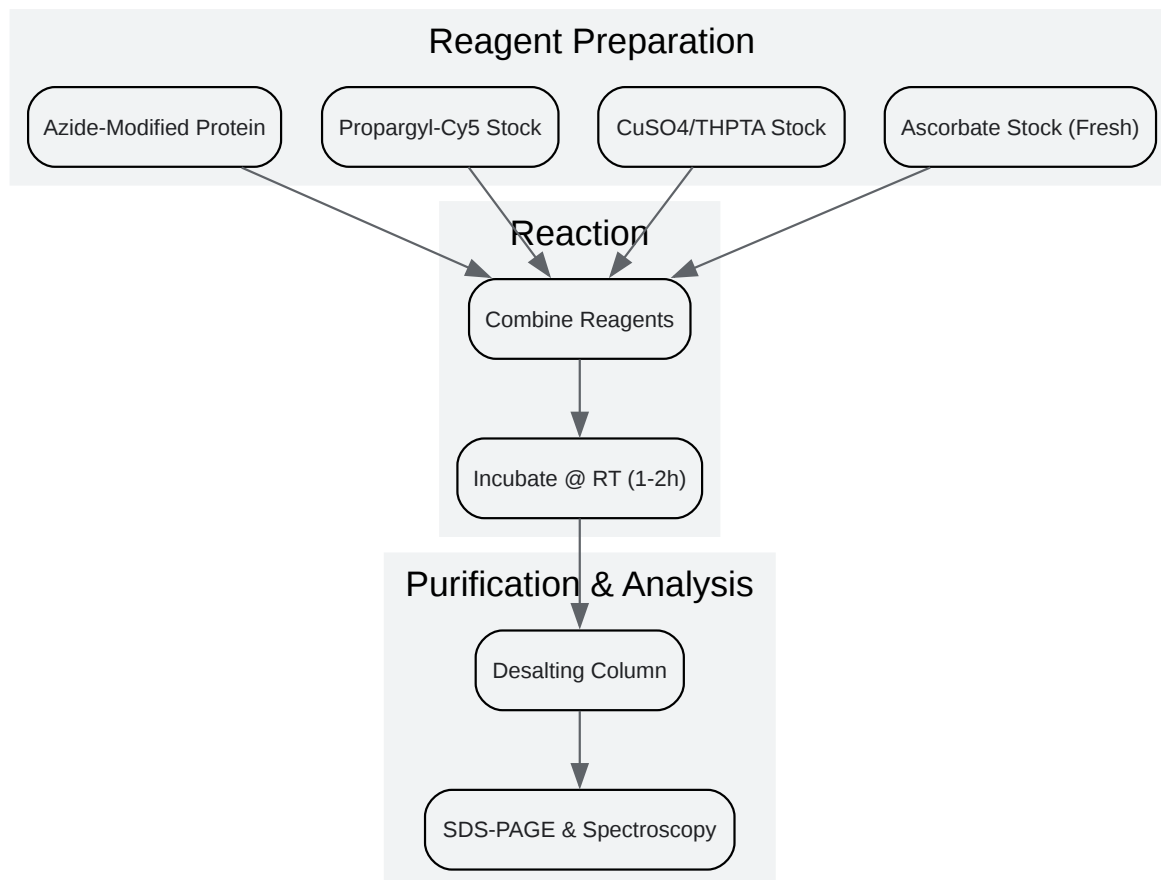 Reagent Preparation
Azide-Modified Protein
Propargyl-Cy5 Stock
CuSO4/THPTA Stock
Ascorbate Stock (Fresh)
Reaction
Combine Reagents
Incubate @ RT (1-2h)
Purification & Analysis
Desalting Column
SDS-PAGE & Spectroscopy